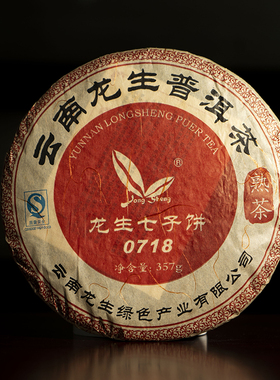 云南龙生普洱茶
YUNNAN LONGSHENG PUER TEA
®
Long Sheng
熟茶
龙生七子饼
0718
净含量: 357g
云南龙生绿色产业有限公司